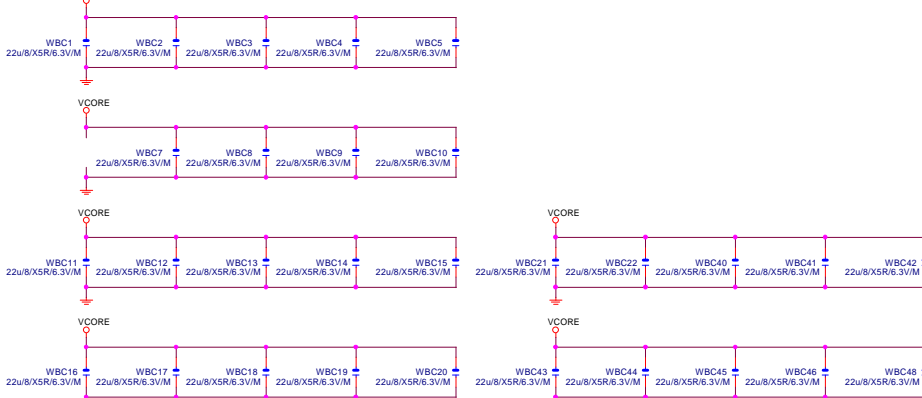 WBC1 WBC2 WBC3 WBC4 WBC5
22u/8/X5R/6.3V/M 22u/8/X5R/6.3V/M 22u/8/X5R/6.3V/M 22u/8/X5R/6.3V/M 22u/8/X5R/6.3V/M
VCORE
WBC7 WBC8 WBC9 WBC10
22u/8/X5R/6.3V/M 22u/8/X5R/6.3V/M 22u/8/X5R/6.3V/M 22u/8/X5R/6.3V/M
VCORE VCORE
WBC11 WBC12 WBC13 WBC14 WBC15 WBC21 WBC22 WBC40 WBC41 WBC42
22u/8/X5R/6.3V/M 22u/8/X5R/6.3V/M 22u/8/X5R/6.3V/M 22u/8/X5R/6.3V/M 22u/8/X5R/6.3V/M 22u/8/X5R/6.3V/M 22u/8/X5R/6.3V/M 22u/8/X5R/6.3V/M 22u/8/X5R/6.3V/M 22u/8/X5R/6.3V/M
VCORE VCORE
WBC16 WBC17 WBC18 WBC19 WBC20 WBC43 WBC44 WBC45 WBC46 WBC48
22u/8/X5R/6.3V/M 22u/8/X5R/6.3V/M 22u/8/X5R/6.3V/M 22u/8/X5R/6.3V/M 22u/8/X5R/6.3V/M 22u/8/X5R/6.3V/M 22u/8/X5R/6.3V/M 22u/8/X5R/6.3V/M 22u/8/X5R/6.3V/M 22u/8/X5R/6.3V/M